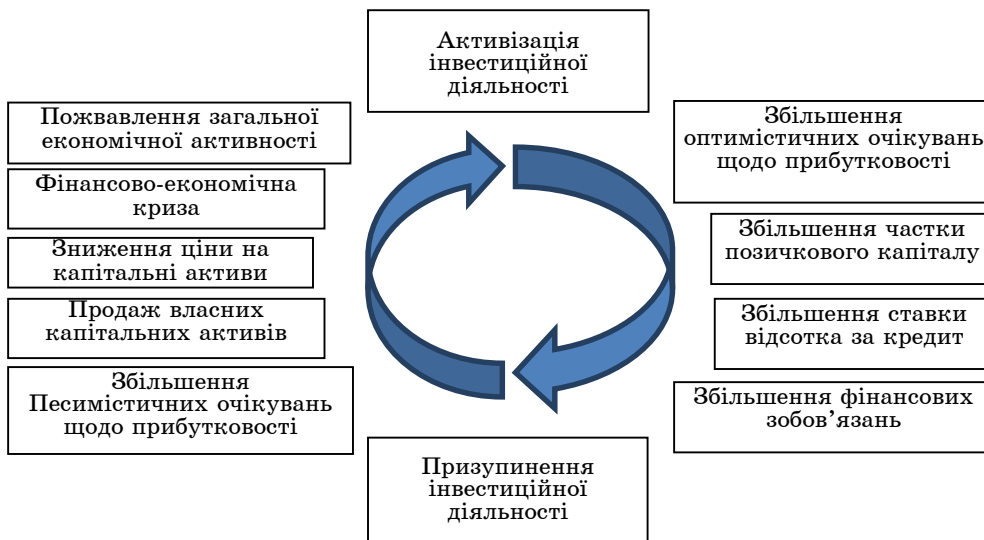 Активізація
інвестиційної
діяльності
Пожвавлення загальної
економічної активності
Фінансово-економічна
криза
Зниження ціни на
капітальні активи
Продаж власних
капітальних активів
Збільшення
Песимістичних очікувань
щодо прибутковості
Збільшення
оптимістичних очікувань
щодо прибутковості
Збільшення частки
позичкового капіталу
Збільшення ставки
відсотка за кредит
Збільшення фінансових
зобов’язань
Призупинення
інвестиційної
діяльності